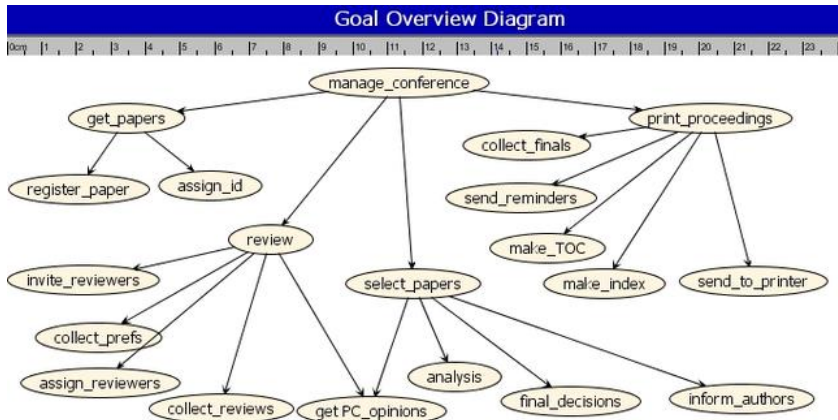 Goal Overview Diagram
0cm 1 2 3 4 5 6 7 8 9 10 11 12 13 14 15 16 17 18 19 20 21 22 23
manage_conference
get_papers
print_proceedings
collect_finals
register_paper
assign_id
send_reminders
review
make_TOC
invite_reviewers
select_papers
make_index
send_to_printer
collect_prefs
analysis
assign_reviewers
final_decisions
inform_authors
collect_reviews
get PC_opinions